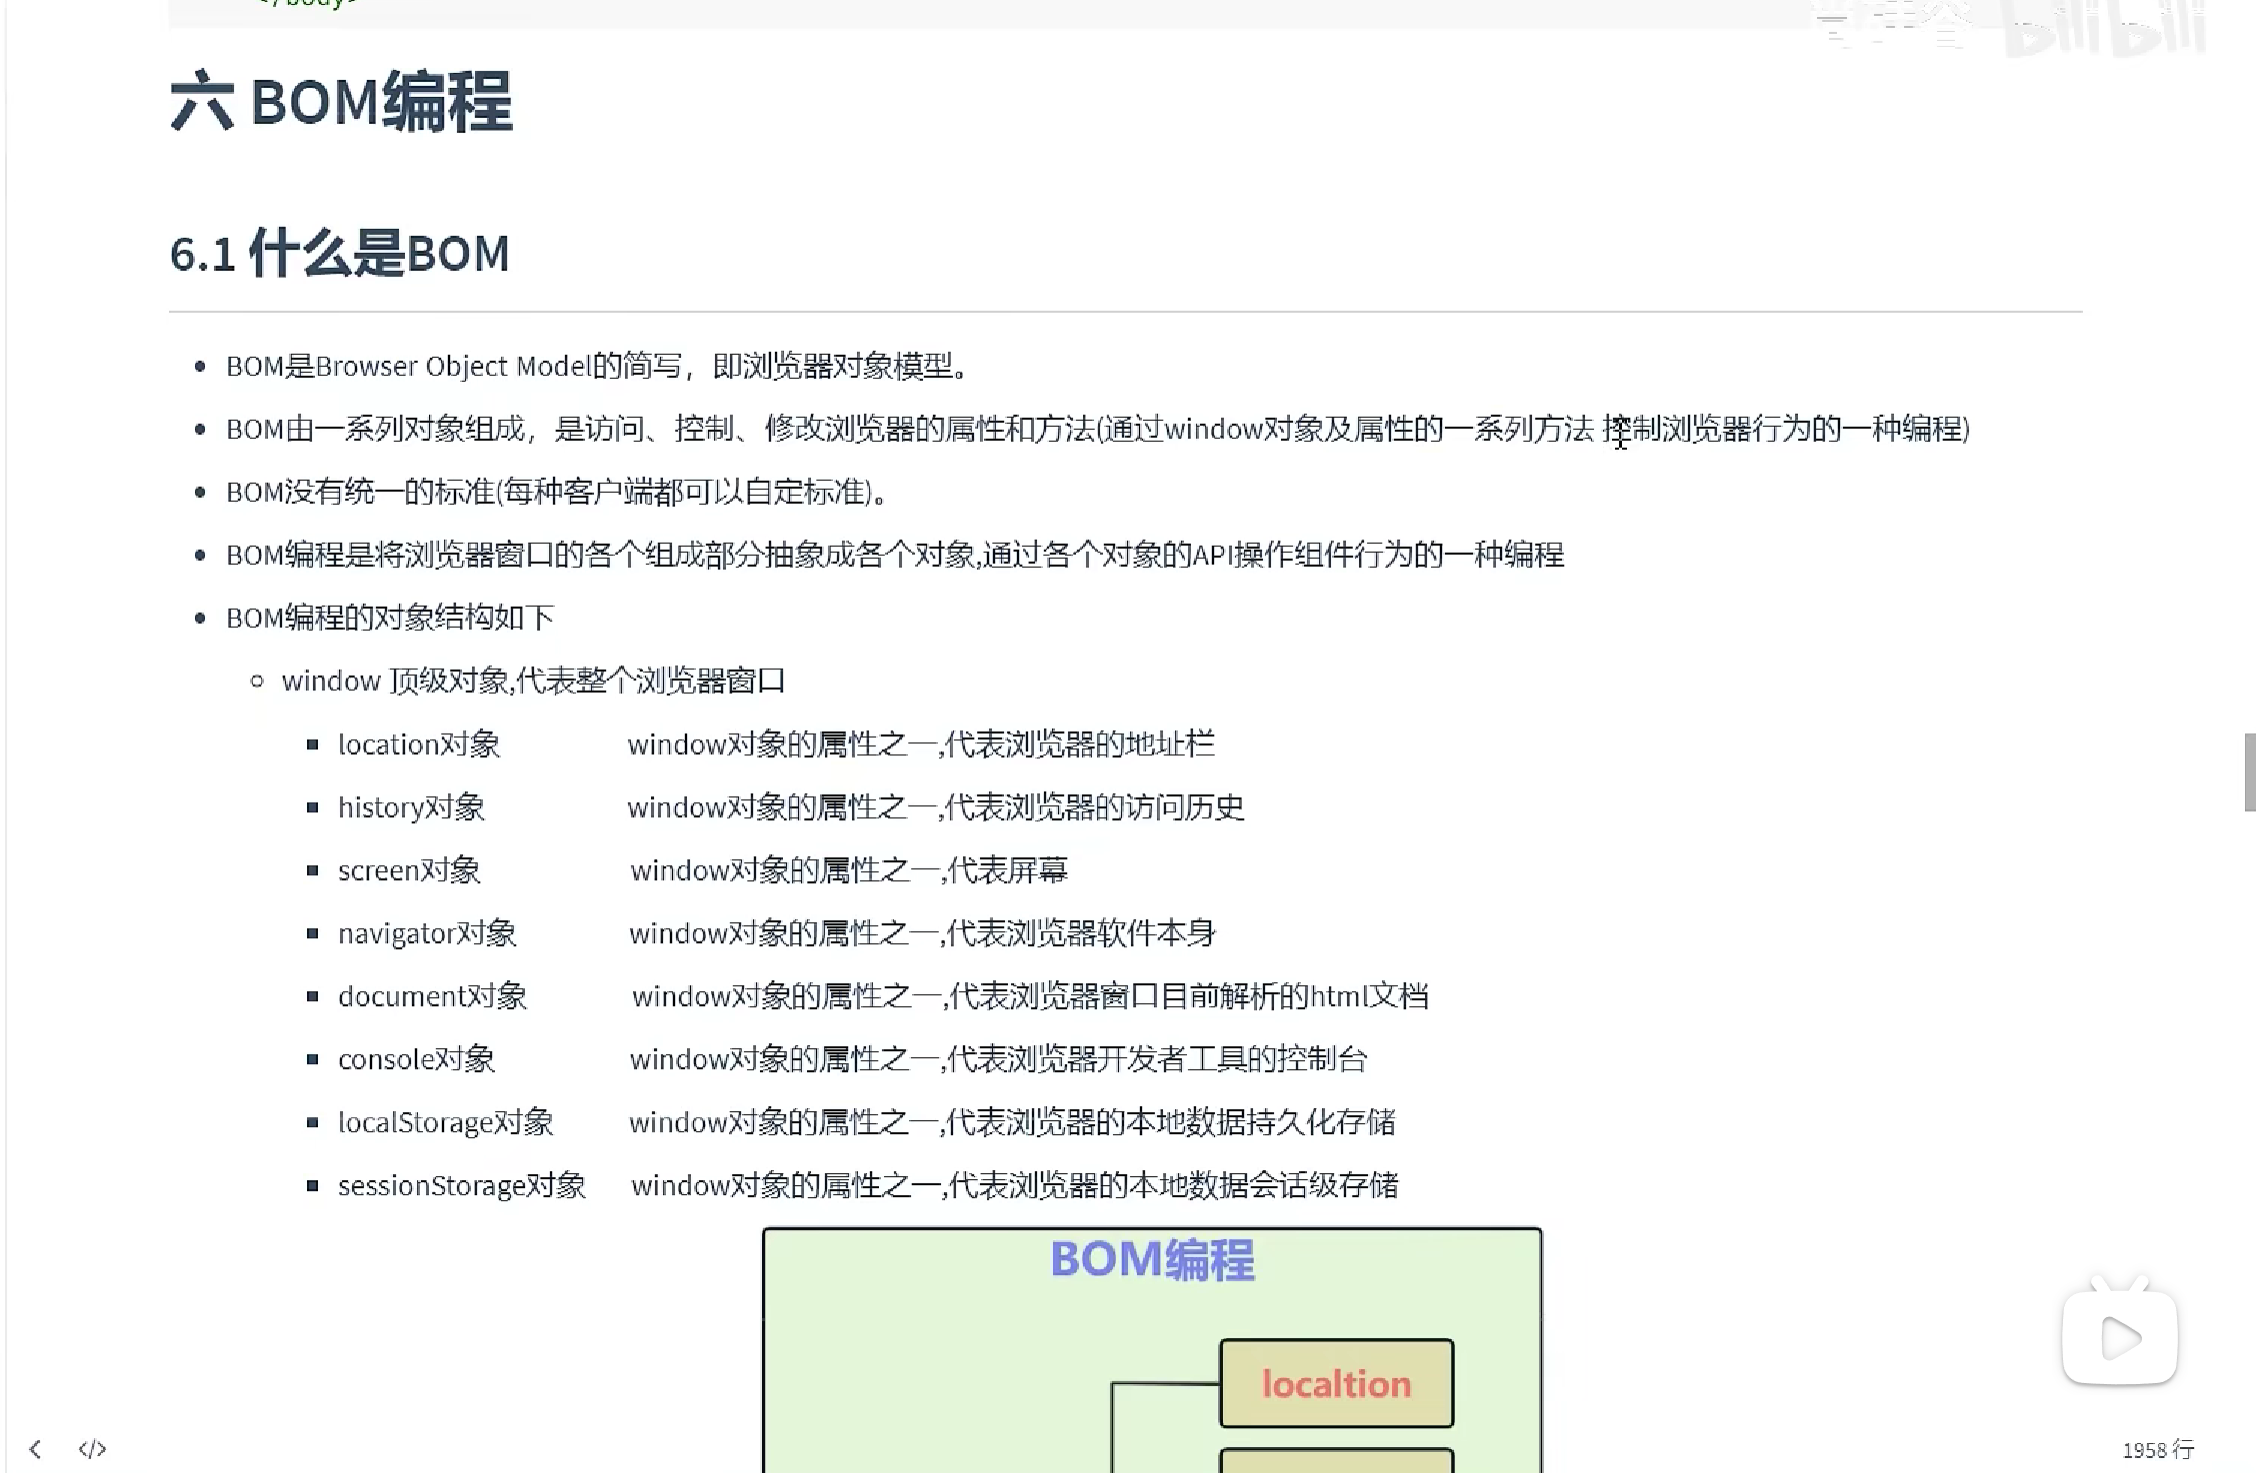 </body>
六 BOM编程
6.1 什么是BOM
BOM是Browser Object Model的简写，即浏览器对象模型。
BOM由一系列对象组成，是访问、控制、修改浏览器的属性和方法(通过window对象及属性的一系列方法 控制浏览器行为的一种编程)
BOM没有统一的标准(每种客户端都可以自定标准)。
BOM编程是将浏览器窗口的各个组成部分抽象成各个对象,通过各个对象的API操作组件行为的一种编程
BOM编程的对象结构如下
window 顶级对象,代表整个浏览器窗口
location对象 window对象的属性之一,代表浏览器的地址栏
history对象 window对象的属性之一,代表浏览器的访问历史
screen对象 window对象的属性之一,代表屏幕
navigator对象 window对象的属性之一,代表浏览器软件本身
document对象 window对象的属性之一,代表浏览器窗口目前解析的html文档
console对象 window对象的属性之一,代表浏览器开发者工具的控制台
localStorage对象 window对象的属性之一,代表浏览器的本地数据持久化存储
sessionStorage对象 window对象的属性之一,代表浏览器的本地数据会话级存储
BOM编程
localtion
</> 1958 行